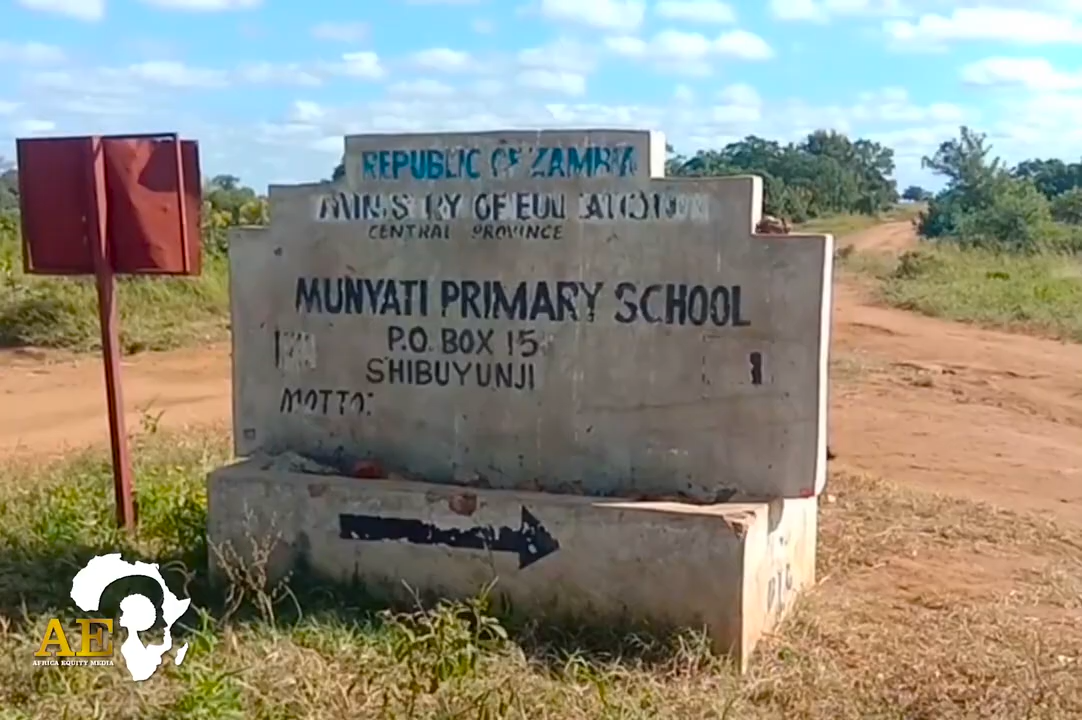 REPUBLIC OF ZAMBIA
MINISTRY OF EDUCATION
CENTRAL PROVINCE
MUNYATI PRIMARY SCHOOL
P.O. BOX 15
SHIBUYUNJI
MOTTO:
AE
AFRICA EQUITY MEDIA